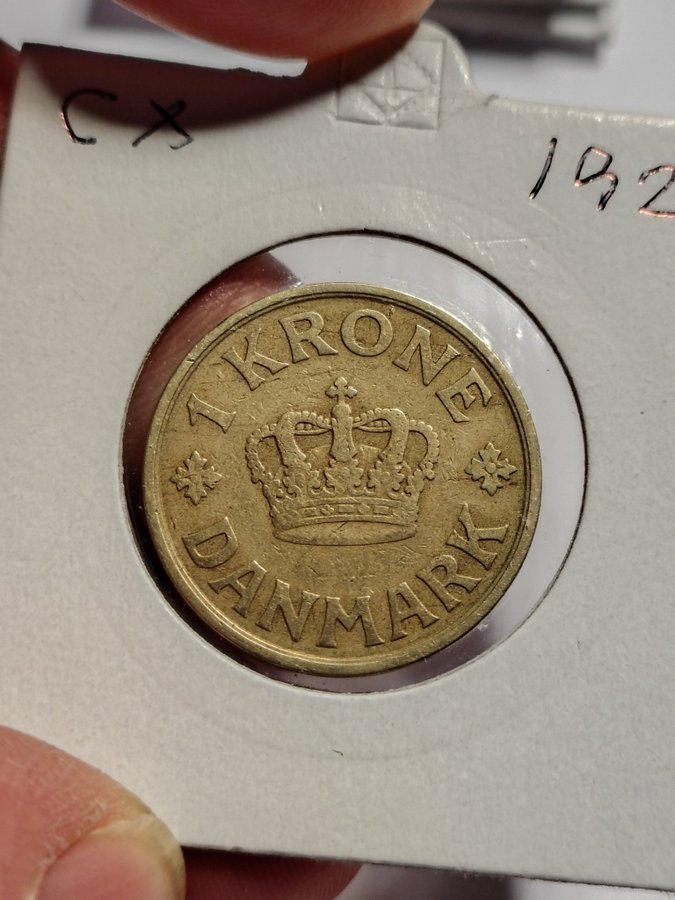 CX
192
1 KRONE
DANMARK